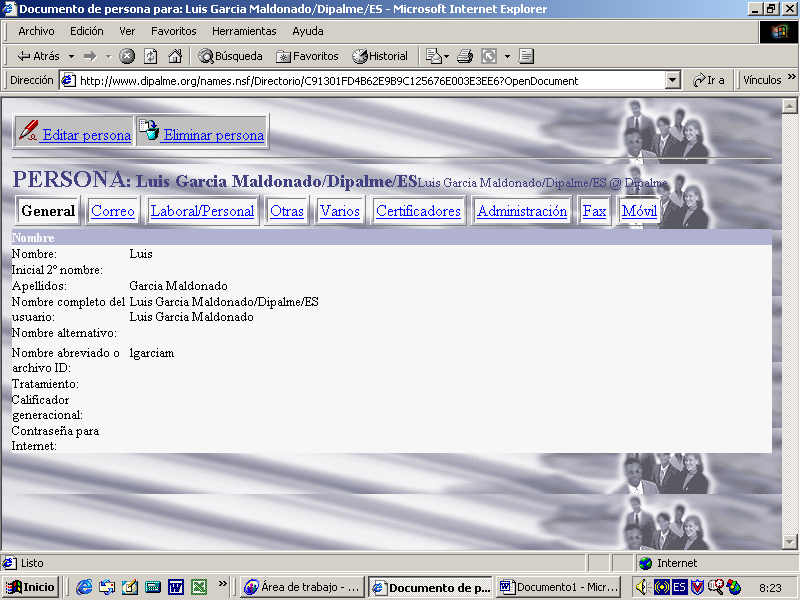 Documento de persona para: Luis Garcia Maldonado/Dipalme/ES - Microsoft Internet Explorer
Archivo Edición Ver Favoritos Herramientas Ayuda
Atrás Búsqueda Favoritos Historial
Dirección http://www.dipalme.org/names.nsf/Directorio/C91301FD4B62E9B9C125676E003E3EE6?OpenDocument Ir a Vínculos »
Editar persona Eliminar persona
PERSONA: Luis Garcia Maldonado/Dipalme/ES Luis Garcia Maldonado/Dipalme/ES @ Dipalme
General Correo Laboral/Personal Otras Varios Certificadores Administración Fax Móvil
Nombre
Nombre: Luis
Inicial 2º nombre:
Apellidos: Garcia Maldonado
Nombre completo del Luis Garcia Maldonado/Dipalme/ES
usuario: Luis Garcia Maldonado
Nombre alternativo:
Nombre abreviado o lgarciam
archivo ID:
Tratamiento:
Calificador
generacional:
Contraseña para
Internet:
Listo Internet
Inicio » Área de trabajo - ... Documento de p... Documento1 - Micr... ES 8:23